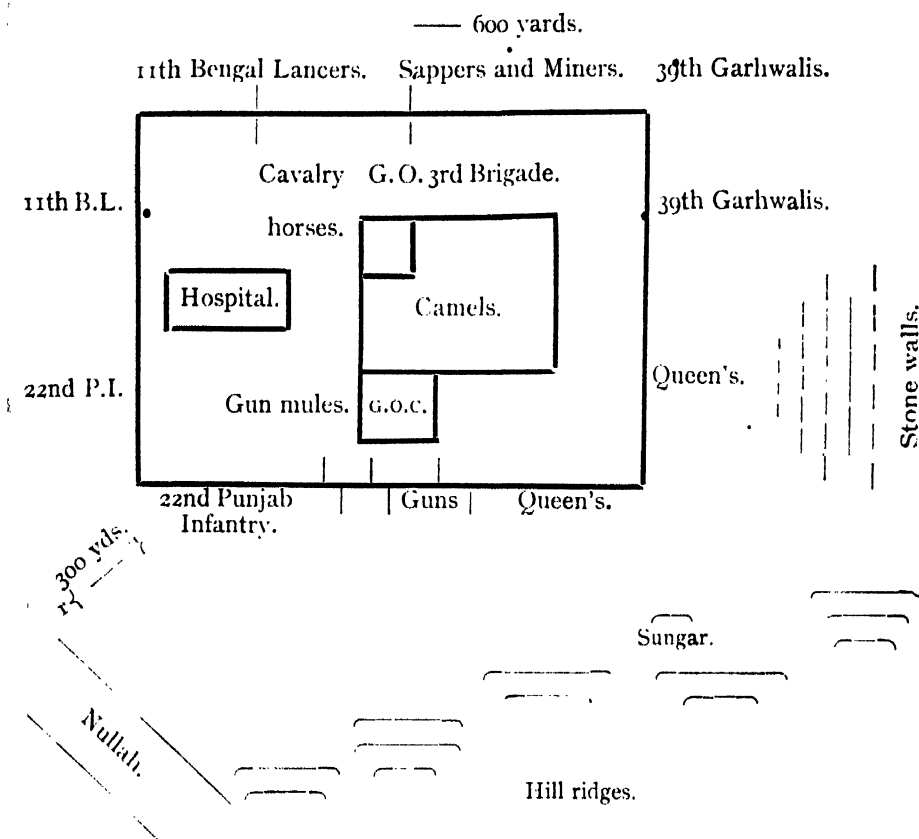 600 yards.
11th Bengal Lancers. Sappers and Miners. 39th Garhwalis.
Cavalry G.O. 3rd Brigade.
11th B.L. 39th Garhwalis.
horses.
Hospital. Camels.
Stone walls.
Queen's.
22nd P.I.
Gun mules. G.O.C.
22nd Punjab Guns Queen's.
Infantry.
300 yds.
Sungar.
Nullah.
Hill ridges.